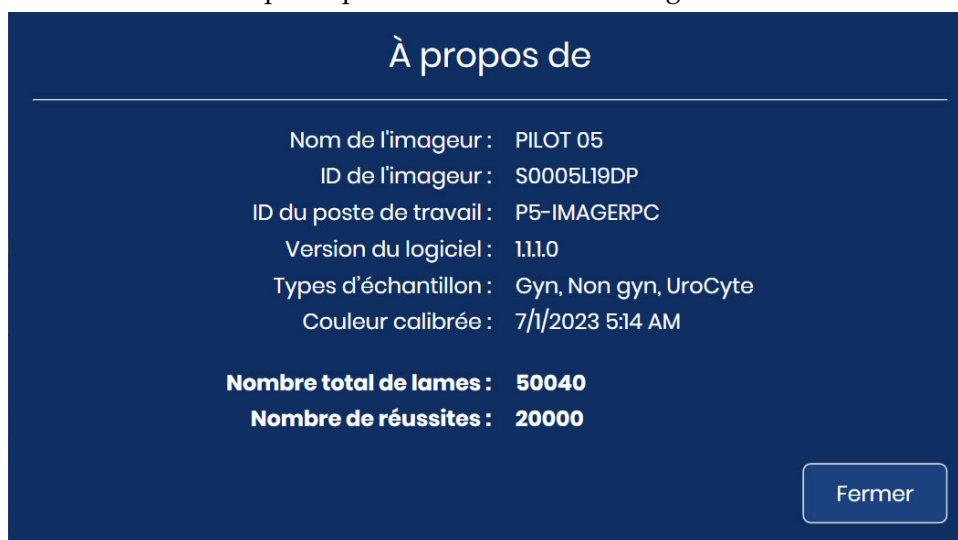 À propos de
Nom de l'imageur : PILOT 05
ID de l'imageur : S0005L19DP
ID du poste de travail : P5-IMAGERPC
Version du logiciel : 1.1.1.0
Types d'échantillon : Gyn, Non gyn, UroCyte
Couleur calibrée : 7/1/2023 5:14 AM
Nombre total de lames : 50040
Nombre de réussites : 20000
Fermer